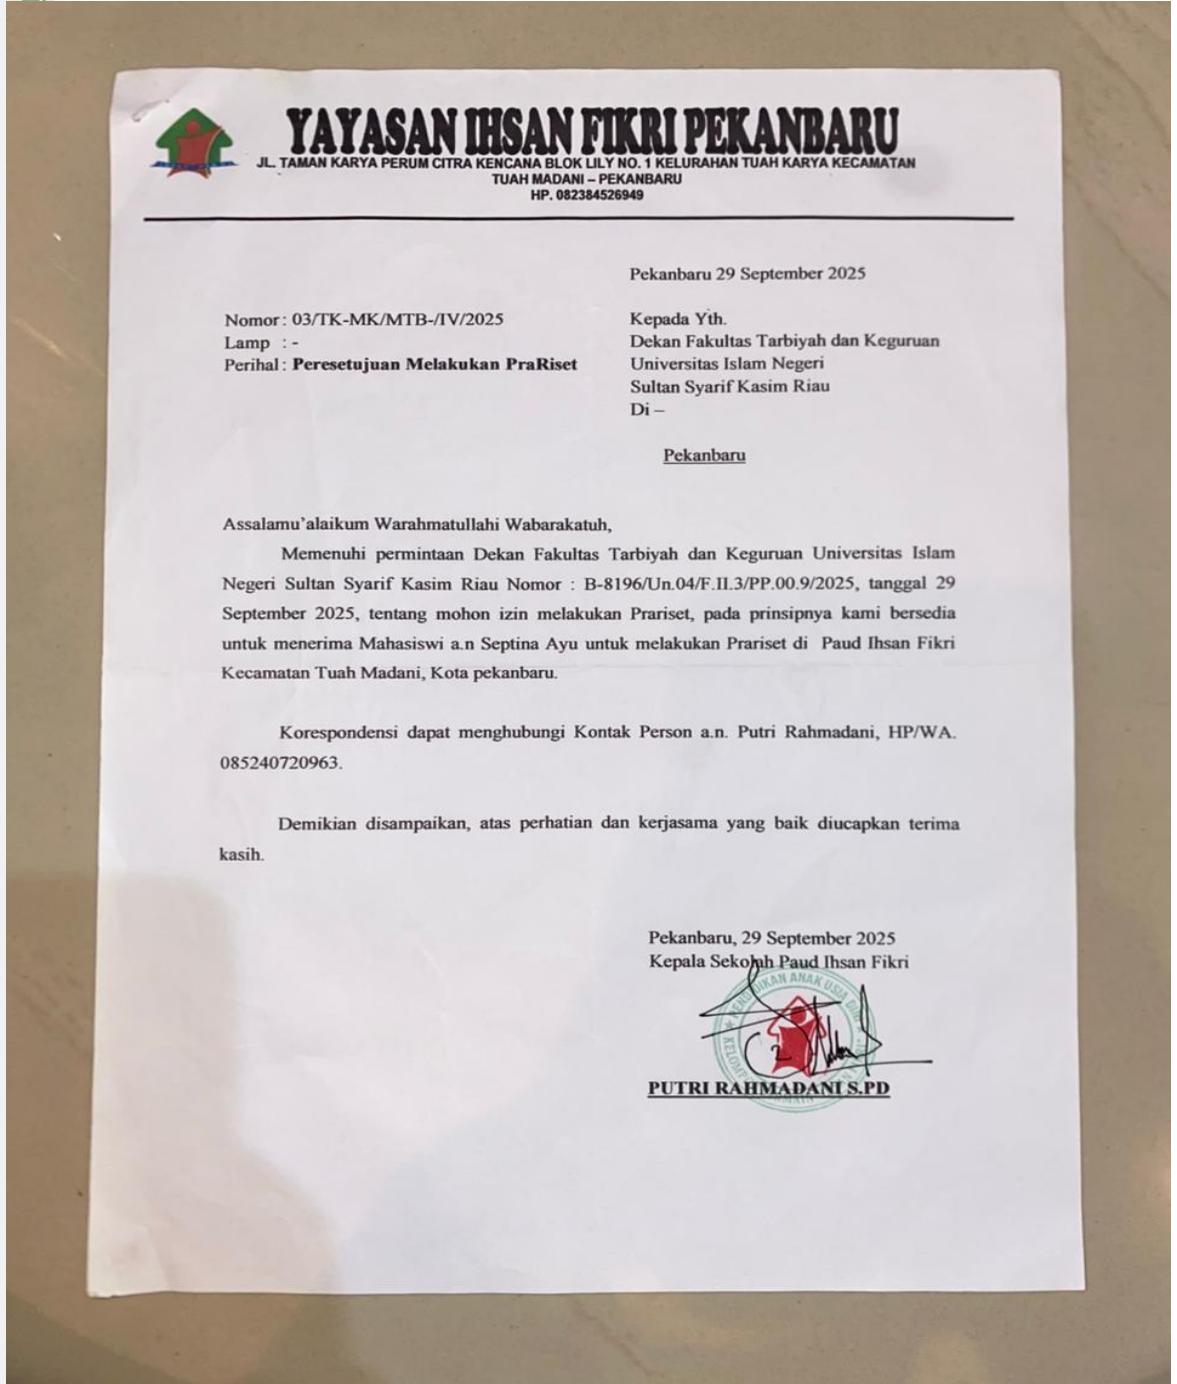 YAYASAN IHSAN FIKRI PEKANBARU
JL. TAMAN KARYA PERUM CITRA KENCANA BLOK LILY NO. 1 KELURAHAN TUAH KARYA KECAMATAN
TUAH MADANI – PEKANBARU
HP. 082384526949
Pekanbaru 29 September 2025
Nomor : 03/TK-MK/MTB-/IV/2025
Lamp : -
Perihal : Peresetujuan Melakukan PraRiset
Kepada Yth.
Dekan Fakultas Tarbiyah dan Keguruan
Universitas Islam Negeri
Sultan Syarif Kasim Riau
Di –
Pekanbaru
Assalamu’alaikum Warahmatullahi Wabarakatuh,
Memenuhi permintaan Dekan Fakultas Tarbiyah dan Keguruan Universitas Islam
Negeri Sultan Syarif Kasim Riau Nomor : B-8196/Un.04/F.II.3/PP.00.9/2025, tanggal 29
September 2025, tentang mohon izin melakukan Prariset, pada prinsipnya kami bersedia
untuk menerima Mahasiswi a.n Septina Ayu untuk melakukan Prariset di Paud Ihsan Fikri
Kecamatan Tuah Madani, Kota pekanbaru.
Korespondensi dapat menghubungi Kontak Person a.n. Putri Rahmadani, HP/WA.
085240720963.
Demikian disampaikan, atas perhatian dan kerjasama yang baik diucapkan terima
kasih.
Pekanbaru, 29 September 2025
Kepala Sekolah Paud Ihsan Fikri
PENDIDIKAN ANAK USIA DINI
PUTRI RAHMADANI S.PD